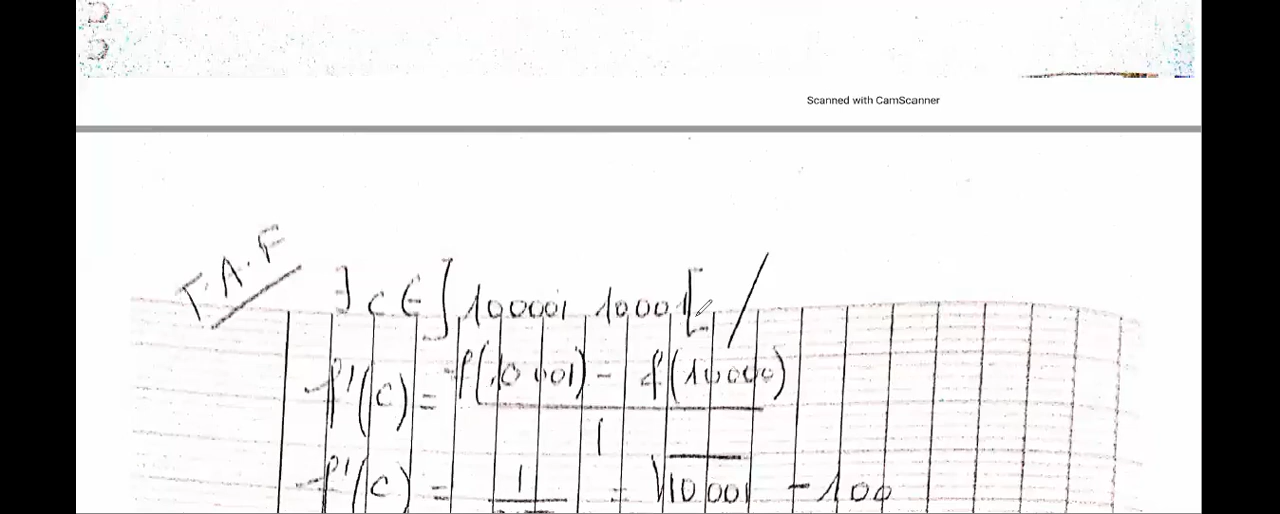 Scanned with CamScanner
T.A.F
∃ c ∈ ]10000, 10001[ /
f'(c) = f(10001) - f(10000) / 1
f'(c) = 1 = √10001 - 100